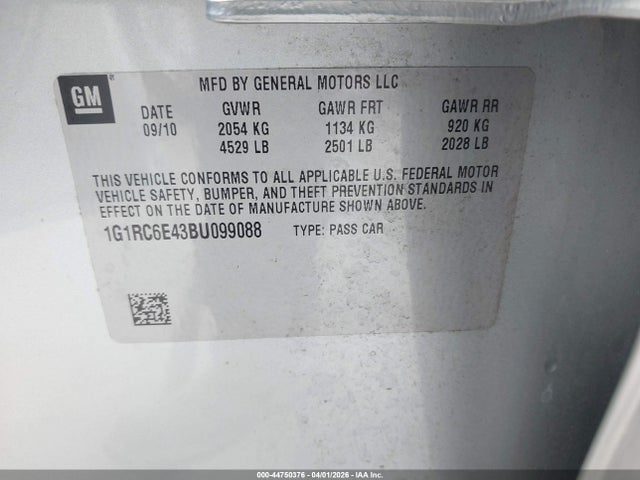 GM
MFD BY GENERAL MOTORS LLC
DATE GVWR GAWR FRT GAWR RR
09/10 2054 KG 1134 KG 920 KG
4529 LB 2501 LB 2028 LB
THIS VEHICLE CONFORMS TO ALL APPLICABLE U.S. FEDERAL MOTOR
VEHICLE SAFETY, BUMPER, AND THEFT PREVENTION STANDARDS IN
EFFECT ON THE DATE OF MANUFACTURE SHOWN ABOVE.
1G1RC6E43BU099088 TYPE: PASS CAR
000-44750376 - 04/01/2026 - IAA Inc.